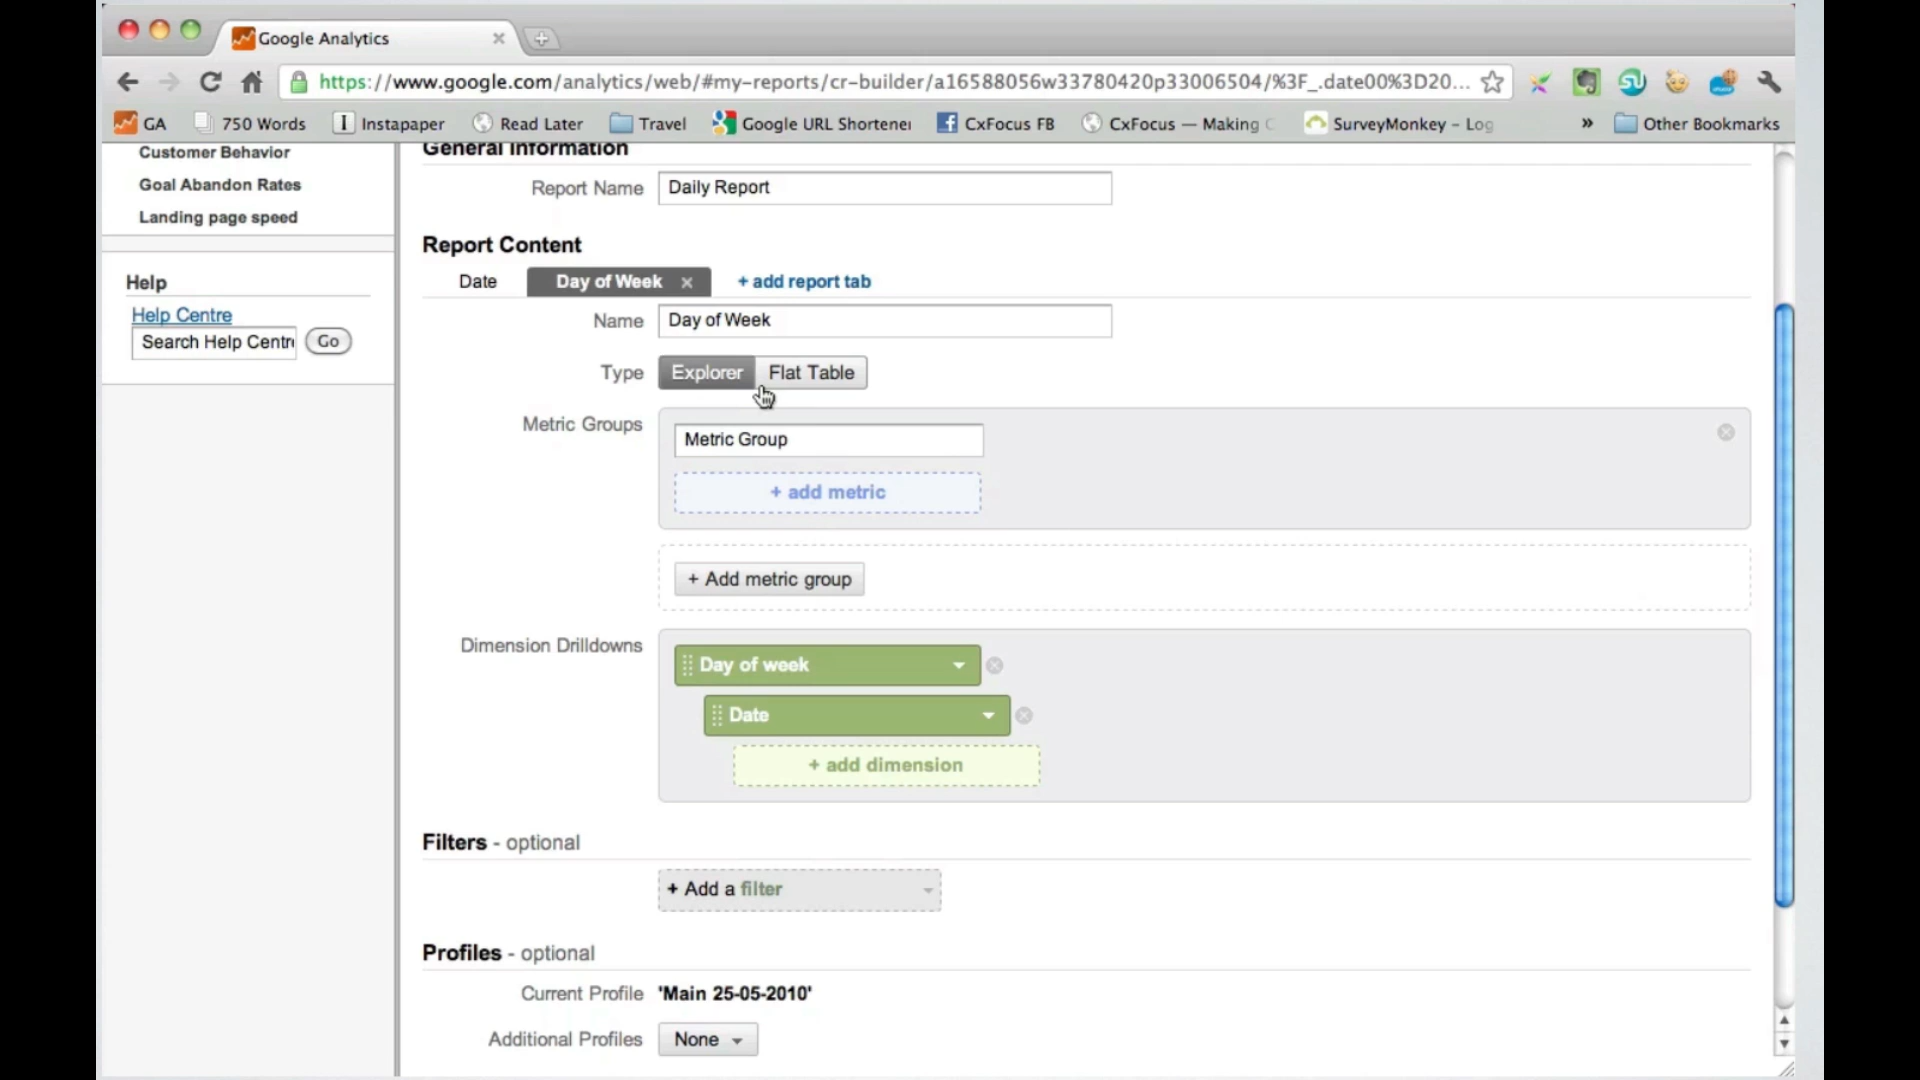 Google Analytics
https://www.google.com/analytics/web/#my-reports/cr-builder/a16588056w33780420p33006504/%3F_.date00%3D20...
GA 750 Words Instapaper Read Later Travel Google URL Shortener CxFocus FB CxFocus — Making SurveyMonkey – Log » Other Bookmarks
Customer Behavior
Goal Abandon Rates
Landing page speed
Help
Help Centre
Search Help Centr Go
General Information
Report Name Daily Report
Report Content
Date Day of Week + add report tab
Name Day of Week
Type Explorer Flat Table
Metric Groups
Metric Group
+ add metric
+ Add metric group
Dimension Drilldowns
Day of week
Date
+ add dimension
Filters - optional
+ Add a filter
Profiles - optional
Current Profile 'Main 25-05-2010'
Additional Profiles None